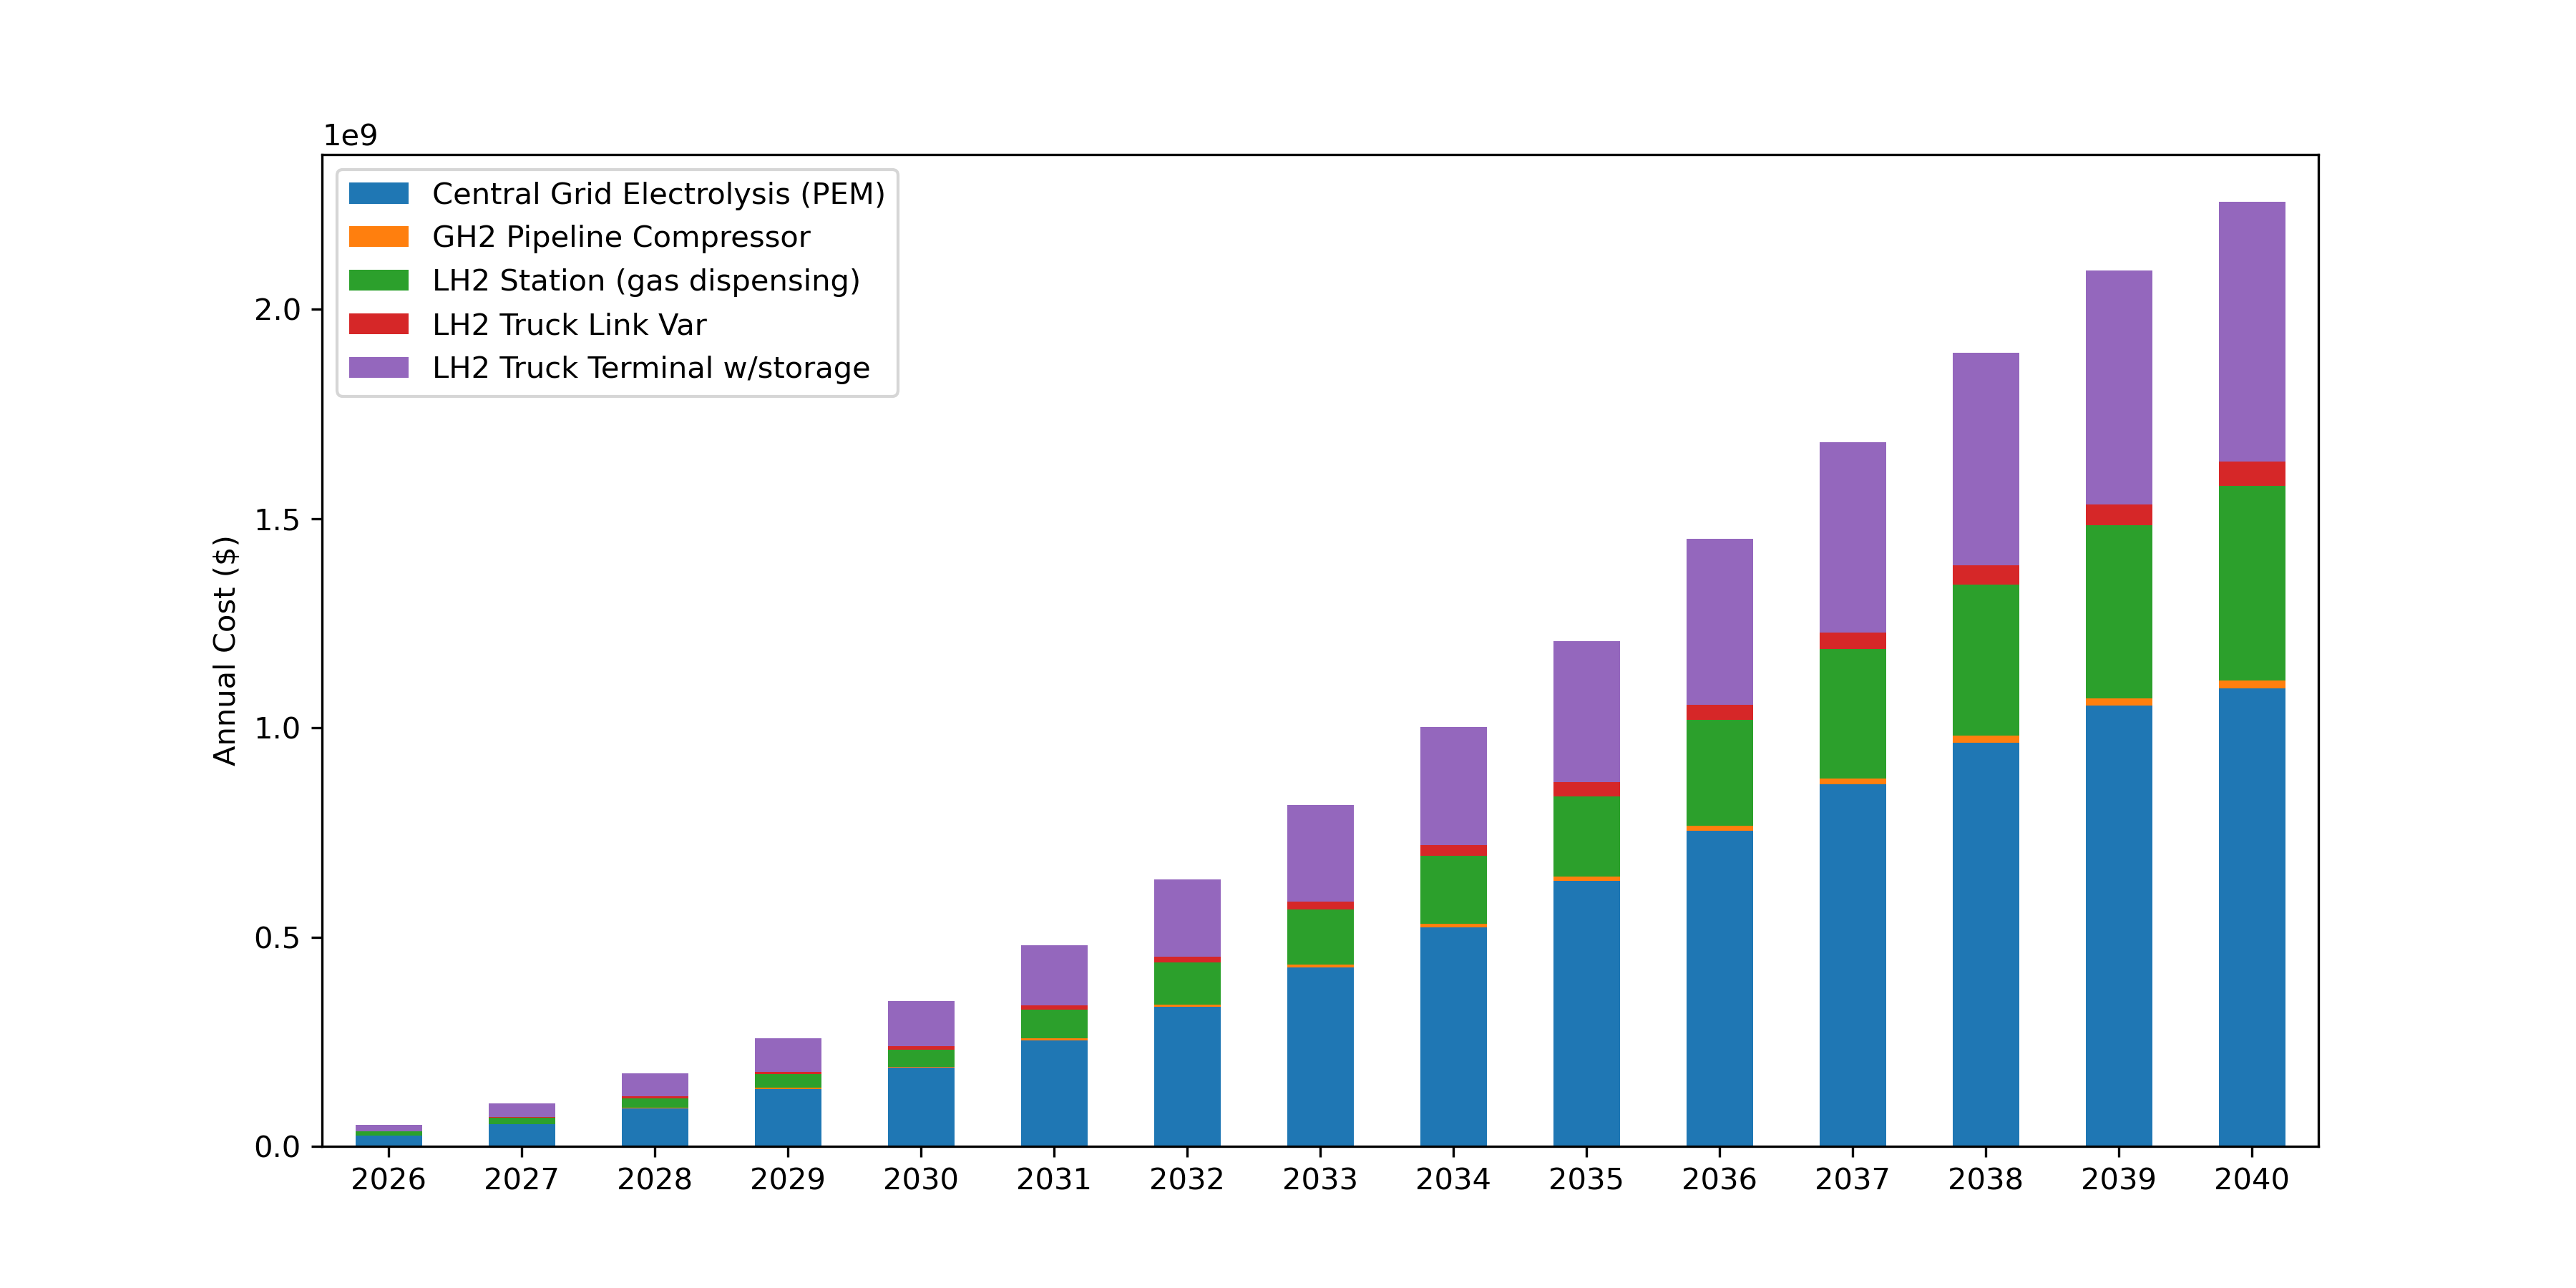 1e9
Central Grid Electrolysis (PEM)
GH2 Pipeline Compressor
LH2 Station (gas dispensing)
LH2 Truck Link Var
LH2 Truck Terminal w/storage
2.0
1.5
1.0
0.5
0.0
Annual Cost ($)
2026 2027 2028 2029 2030 2031 2032 2033 2034 2035 2036 2037 2038 2039 2040